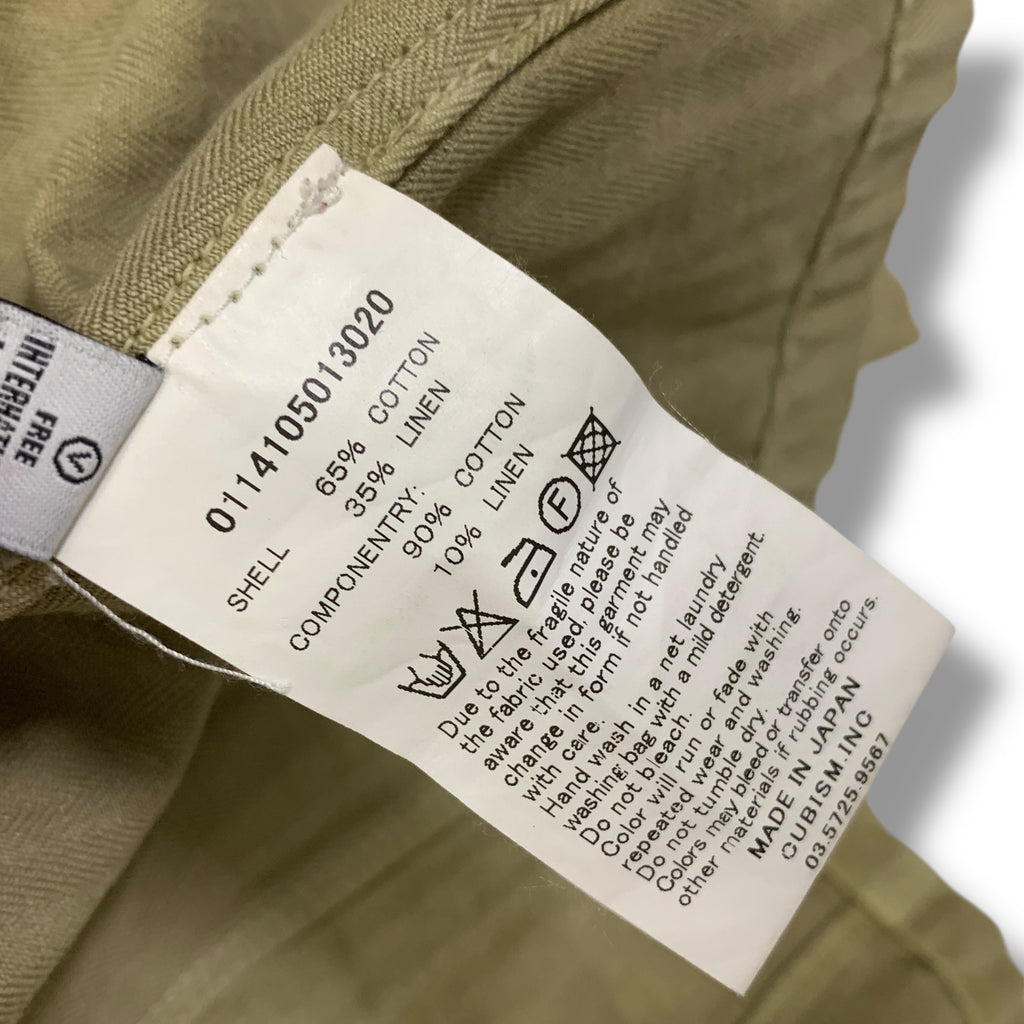 0114105013020
SHELL 65% COTTON
35% LINEN
COMPONENTRY:
90% COTTON
10% LINEN
F
Due to the fragile nature of
the fabric used, please be
aware that this garment may
change in form if not handled
with care.
Hand wash in a net laundry
washing bag with a mild detergent.
Do not bleach.
Color will run or fade with
repeated wear and washing.
Do not tumble dry.
Colors may bleed or transfer onto
other materials if rubbing occurs.
MADE IN JAPAN
CUBISM.INC
03.5725.9567
V
FREE